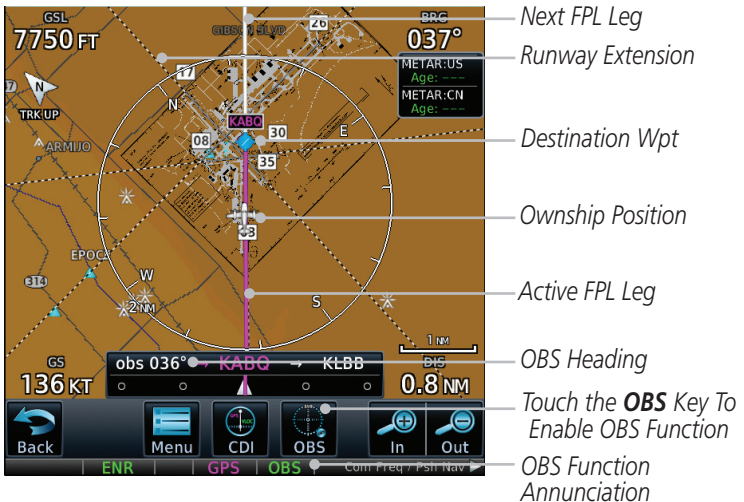 GSL
7750 FT
GIBSON BLVD
26
BRG
037°
METAR:US
Age: ---
METAR:CN
Age: ---
17
N
TRK UP
N
KABQ
08
30
E
35
ARMIJO
EPOCA
314
W
2 NM
S
1 NM
GS
136 KT
obs 036° → KABQ → KLBB
DIS
0.8 NM
Back
Menu
CDI
OBS
In
Out
ENR
GPS
OBS
Com Freq / Psh Nav
Next FPL Leg
Runway Extension
Destination Wpt
Ownship Position
Active FPL Leg
OBS Heading
Touch the OBS Key To
Enable OBS Function
OBS Function
Annunciation